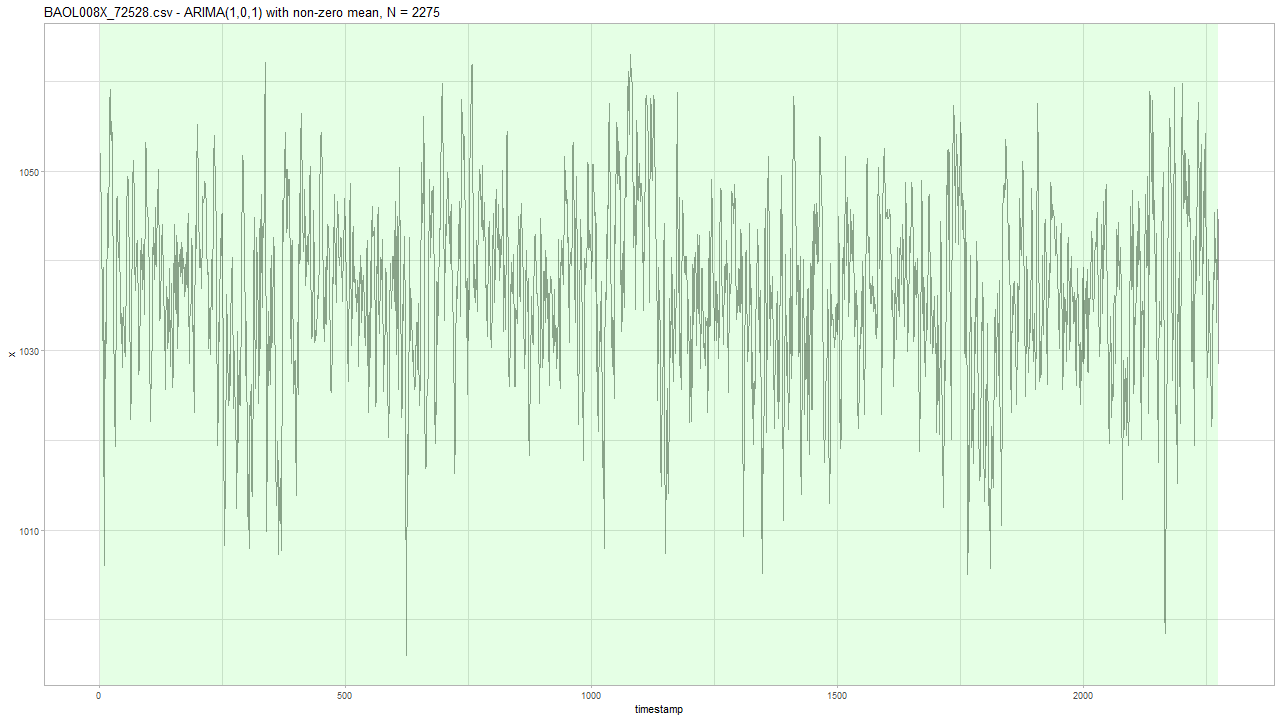 BAOL008X_72528.csv - ARIMA(1,0,1) with non-zero mean, N = 2275
1050
x
1030
1010
0
500
1000
1500
2000
timestamp